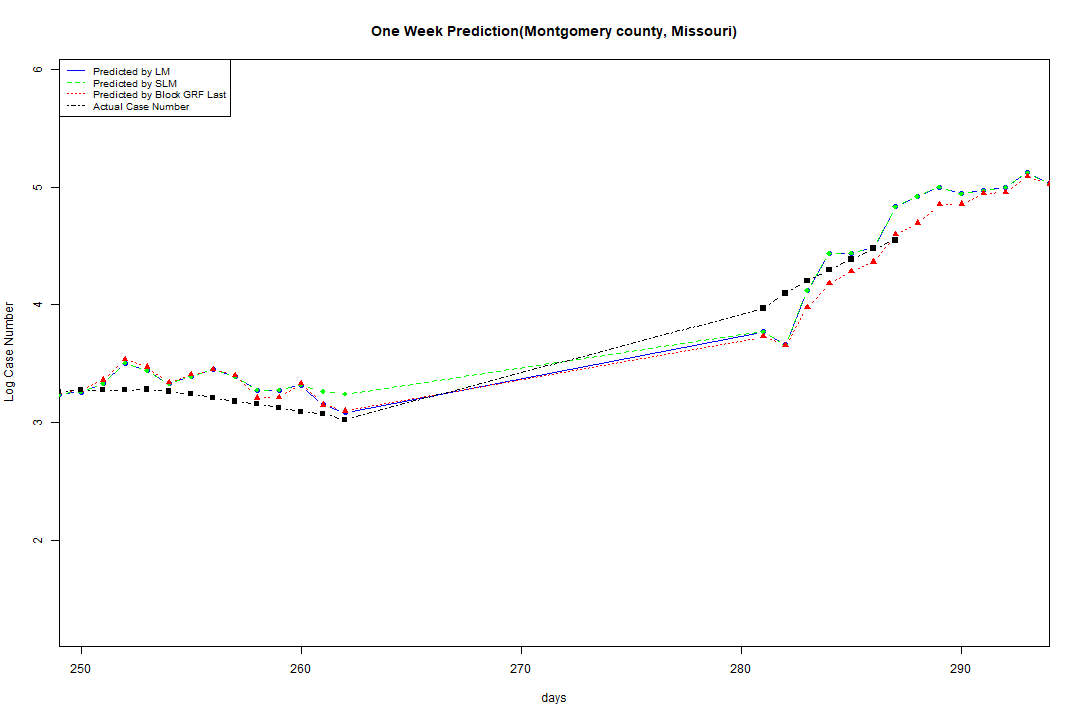 One Week Prediction(Montgomery county, Missouri)
Predicted by LM
Predicted by SLM
Predicted by Block GRF Last
Actual Case Number
6
5
4
3
2
Log Case Number
250 260 270 280 290
days